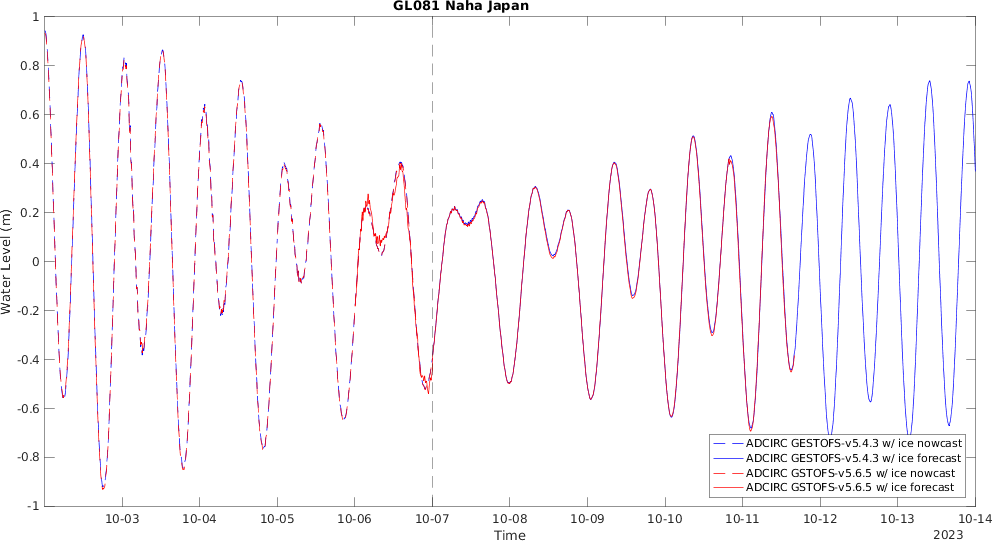 GL081 Naha Japan
1
0.8
0.6
0.4
0.2
0
-0.2
-0.4
-0.6
-0.8
-1
Water Level (m)
ADCIRC GESTOFS-v5.4.3 w/ ice nowcast
ADCIRC GESTOFS-v5.4.3 w/ ice forecast
ADCIRC GSTOFS-v5.6.5 w/ ice nowcast
ADCIRC GSTOFS-v5.6.5 w/ ice forecast
10-03 10-04 10-05 10-06 10-07 10-08 10-09 10-10 10-11 10-12 10-13 10-14
Time
2023